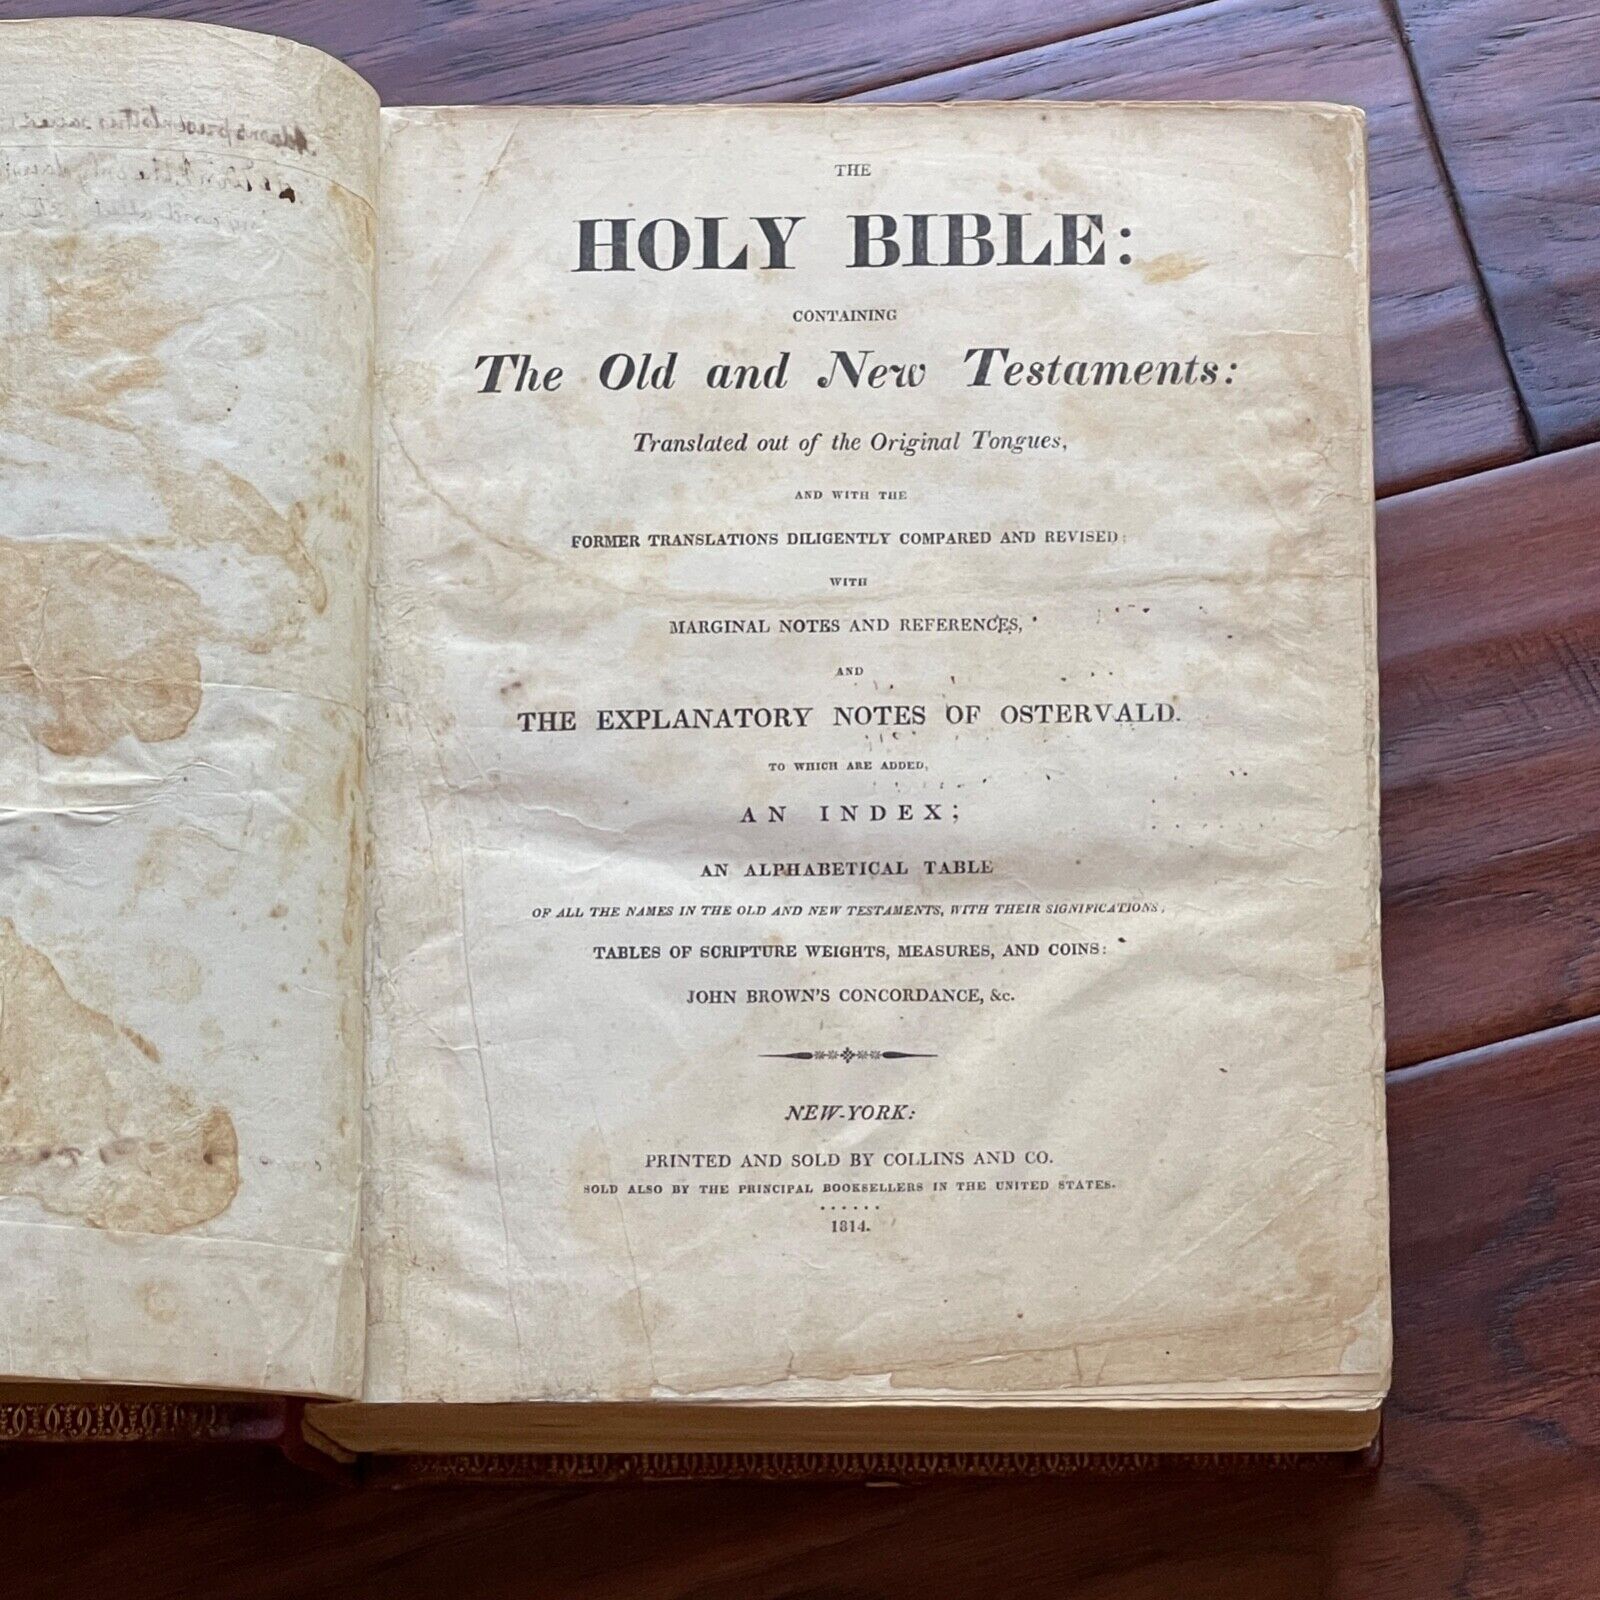 THE
HOLY BIBLE:
CONTAINING
The Old and New Testaments:
Translated out of the Original Tongues,
AND WITH THE
FORMER TRANSLATIONS DILIGENTLY COMPARED AND REVISED:
WITH
MARGINAL NOTES AND REFERENCES,
AND
THE EXPLANATORY NOTES OF OSTERVALD.
TO WHICH ARE ADDED,
AN INDEX;
AN ALPHABETICAL TABLE
OF ALL THE NAMES IN THE OLD AND NEW TESTAMENTS, WITH THEIR SIGNIFICATIONS;
TABLES OF SCRIPTURE WEIGHTS, MEASURES, AND COINS:
JOHN BROWN'S CONCORDANCE, &c.
NEW-YORK:
PRINTED AND SOLD BY COLLINS AND CO.
SOLD ALSO BY THE PRINCIPAL BOOKSELLERS IN THE UNITED STATES.
......
1814.